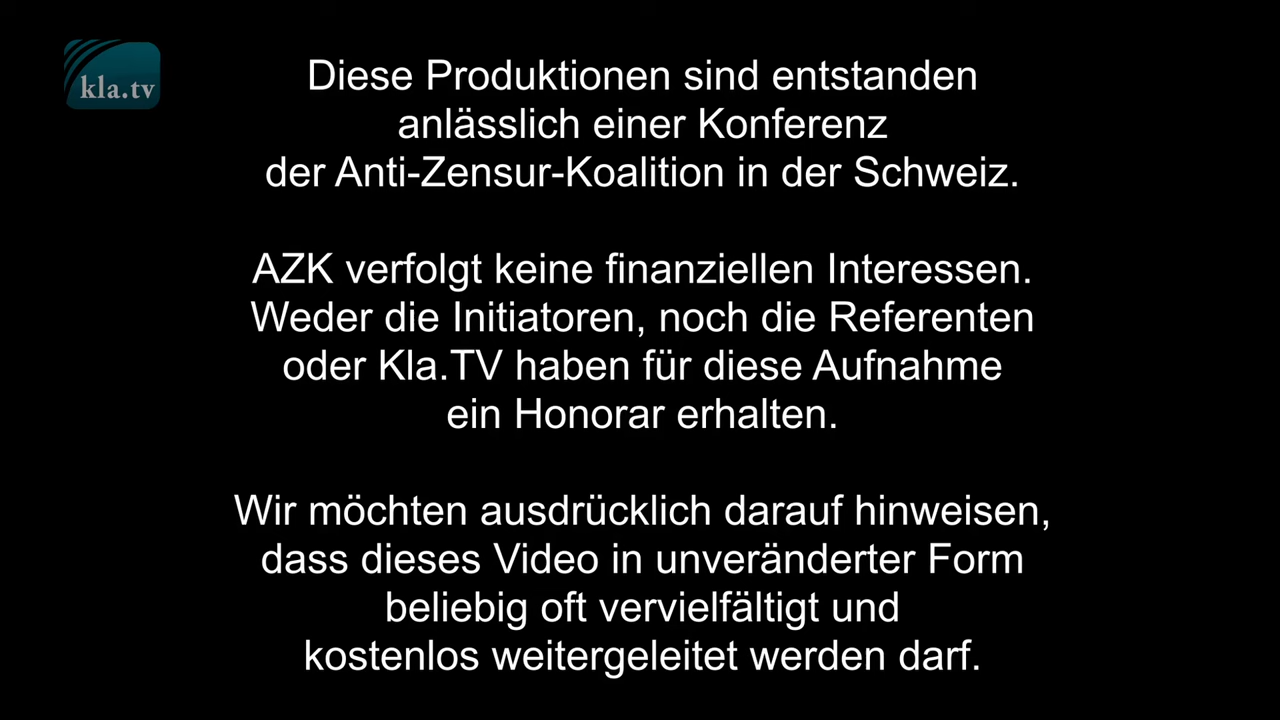 kla.tv
Diese Produktionen sind entstanden
anlässlich einer Konferenz
der Anti-Zensur-Koalition in der Schweiz.
AZK verfolgt keine finanziellen Interessen.
Weder die Initiatoren, noch die Referenten
oder Kla.TV haben für diese Aufnahme
ein Honorar erhalten.
Wir möchten ausdrücklich darauf hinweisen,
dass dieses Video in unveränderter Form
beliebig oft vervielfältigt und
kostenlos weitergeleitet werden darf.